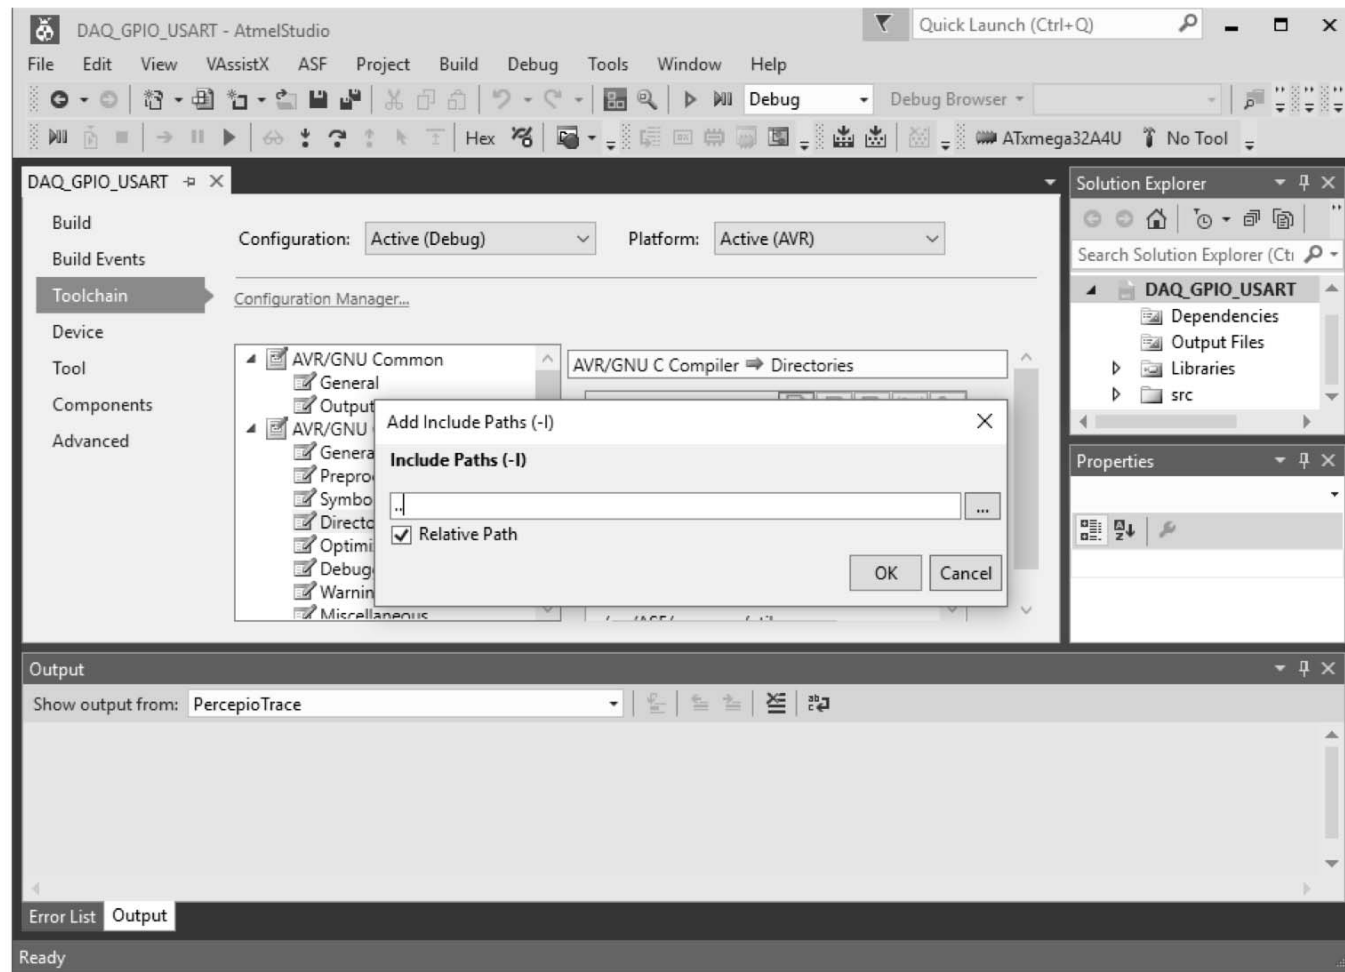 DAQ_GPIO_USART - AtmelStudio
Quick Launch (Ctrl+Q)
File Edit View VAssistX ASF Project Build Debug Tools Window Help
Debug Debug Browser
Hex ATxmega32A4U No Tool
DAQ_GPIO_USART
Build
Build Events
Toolchain
Device
Tool
Components
Advanced
Configuration: Active (Debug) Platform: Active (AVR)
Configuration Manager...
AVR/GNU Common
General
Output
AVR/GNU
Genera
Prepro
Symbo
Directo
Optimi
Debug
Warnin
Miscellaneous
AVR/GNU C Compiler ⇒ Directories
Add Include Paths (-I)
Include Paths (-I)
..
...
Relative Path
OK Cancel
Solution Explorer
Search Solution Explorer (Ct
DAQ_GPIO_USART
Dependencies
Output Files
Libraries
src
Properties
Output
Show output from: PercepioTrace
Error List Output
Ready